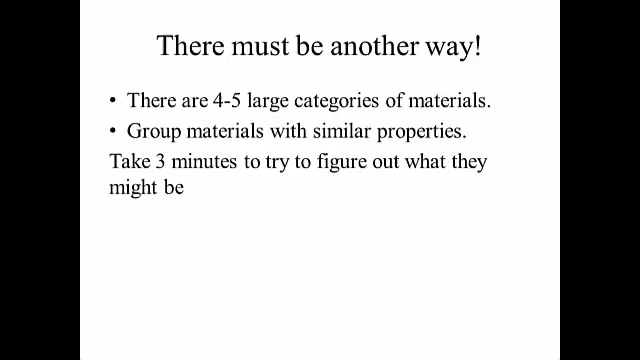 There must be another way!
• There are 4-5 large categories of materials.
• Group materials with similar properties.
Take 3 minutes to try to figure out what they
might be